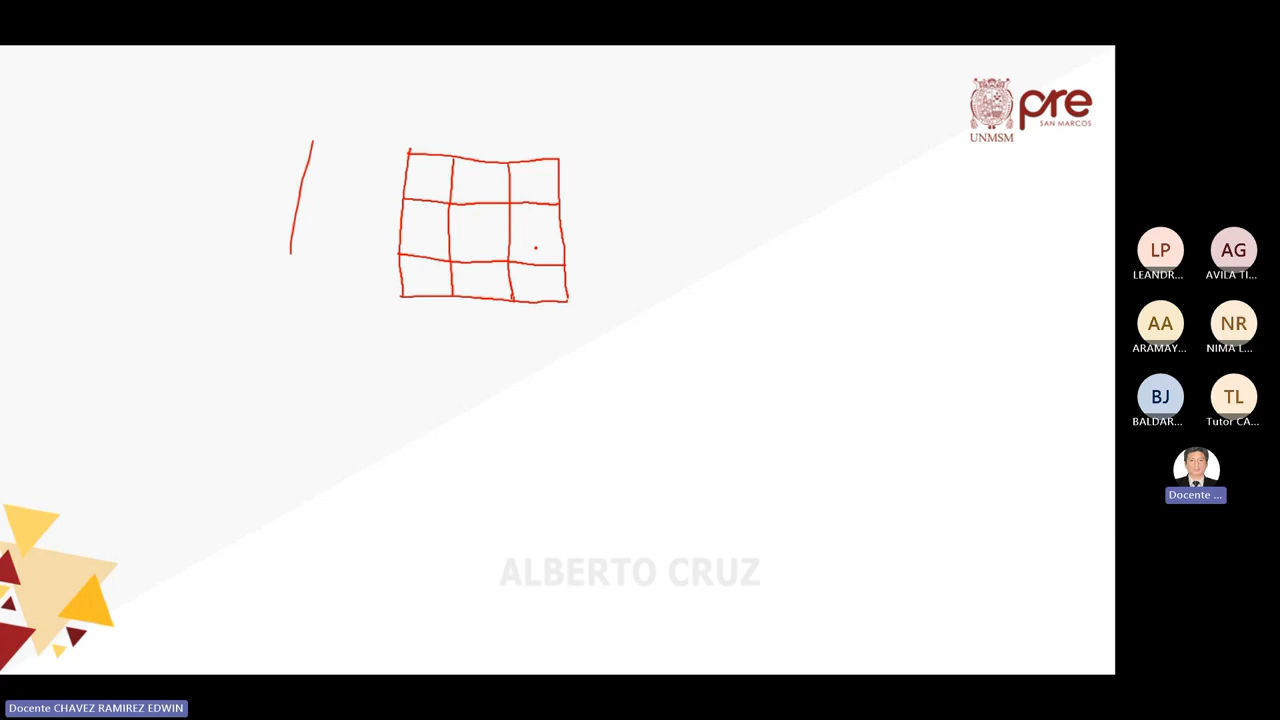 pre
SAN MARCOS
UNMSM
LP
LEANDR...
AG
AVILA TI...
AA
ARAMAY...
NR
NIMA L...
BJ
BALDAR...
TL
Tutor CA...
Docente ...
ALBERTO CRUZ
Docente CHAVEZ RAMIREZ EDWIN